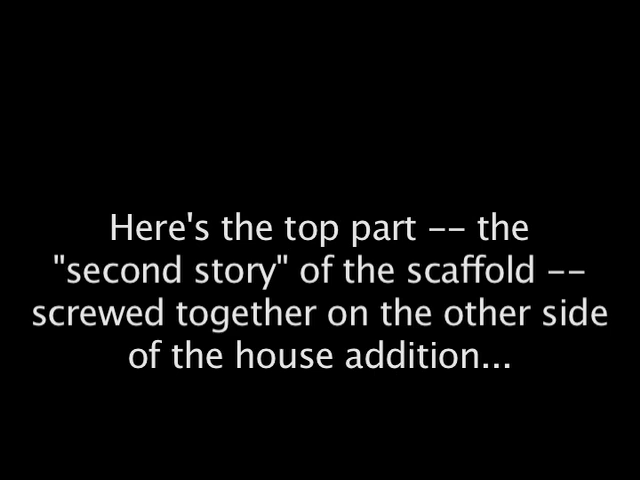 Here's the top part -- the
"second story" of the scaffold --
screwed together on the other side
of the house addition...